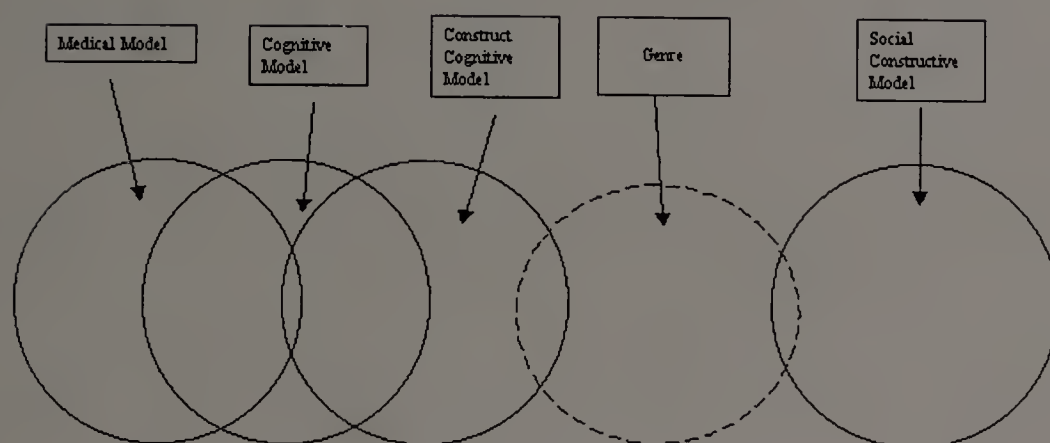 Medical Model
Cognitive
Model
Construct
Cognitive
Model
Genre
Social
Constructive
Model